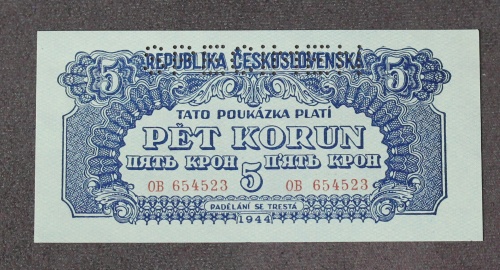 REPUBLIKA ČESKOSLOVENSKÁ
5 5
TATO POUKÁZKA PLATÍ
PĚT KORUN
ПЯТЬ КРОН П'ЯТЬ КРОН
5
OB 654523 OB 654523
PADĚLÁNÍ SE TRESTÁ
1944